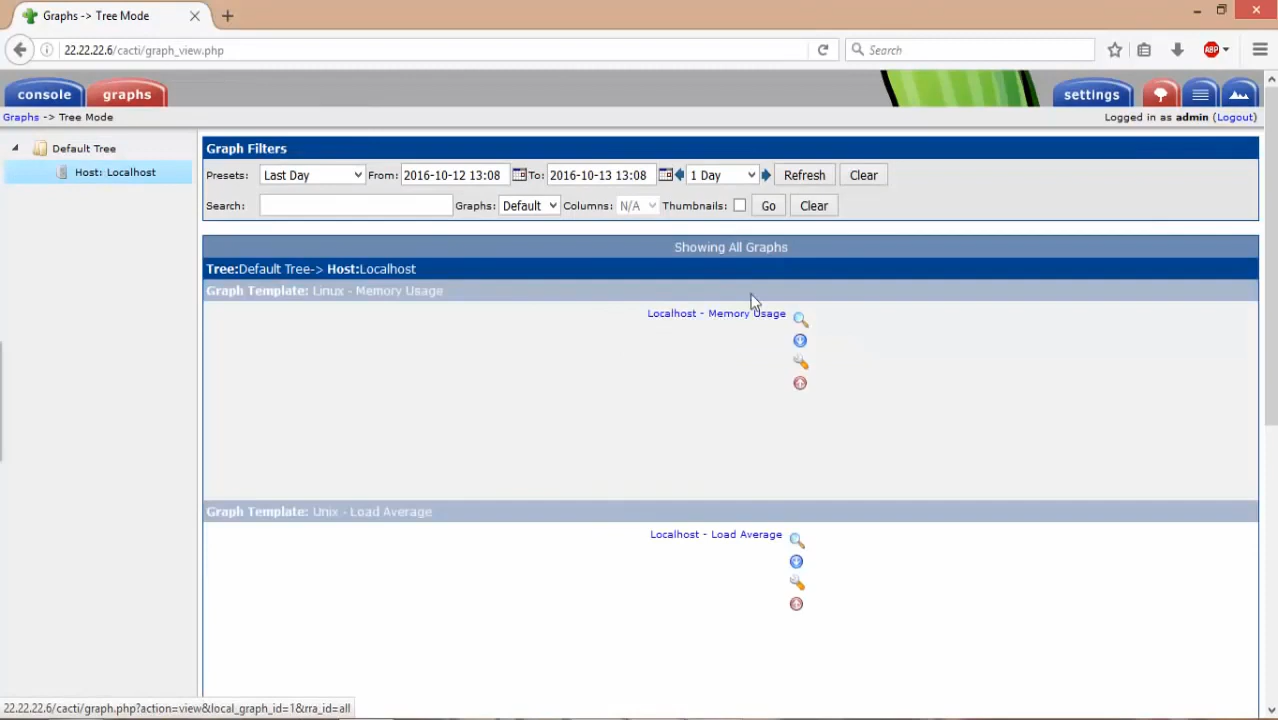 Graphs -> Tree Mode
22.22.22.6/cacti/graph_view.php
Search
ABP
console
graphs
settings
Graphs -> Tree Mode
Logged in as admin (Logout)
Default Tree
Host: Localhost
Graph Filters
Presets: Last Day From: 2016-10-12 13:08 To: 2016-10-13 13:08 1 Day Refresh Clear
Search: Graphs: Default Columns: N/A Thumbnails: Go Clear
Showing All Graphs
Tree:Default Tree-> Host:Localhost
Graph Template: Linux - Memory Usage
Localhost - Memory Usage
Graph Template: Unix - Load Average
Localhost - Load Average
22.22.22.6/cacti/graph.php?action=view&local_graph_id=1&rra_id=all